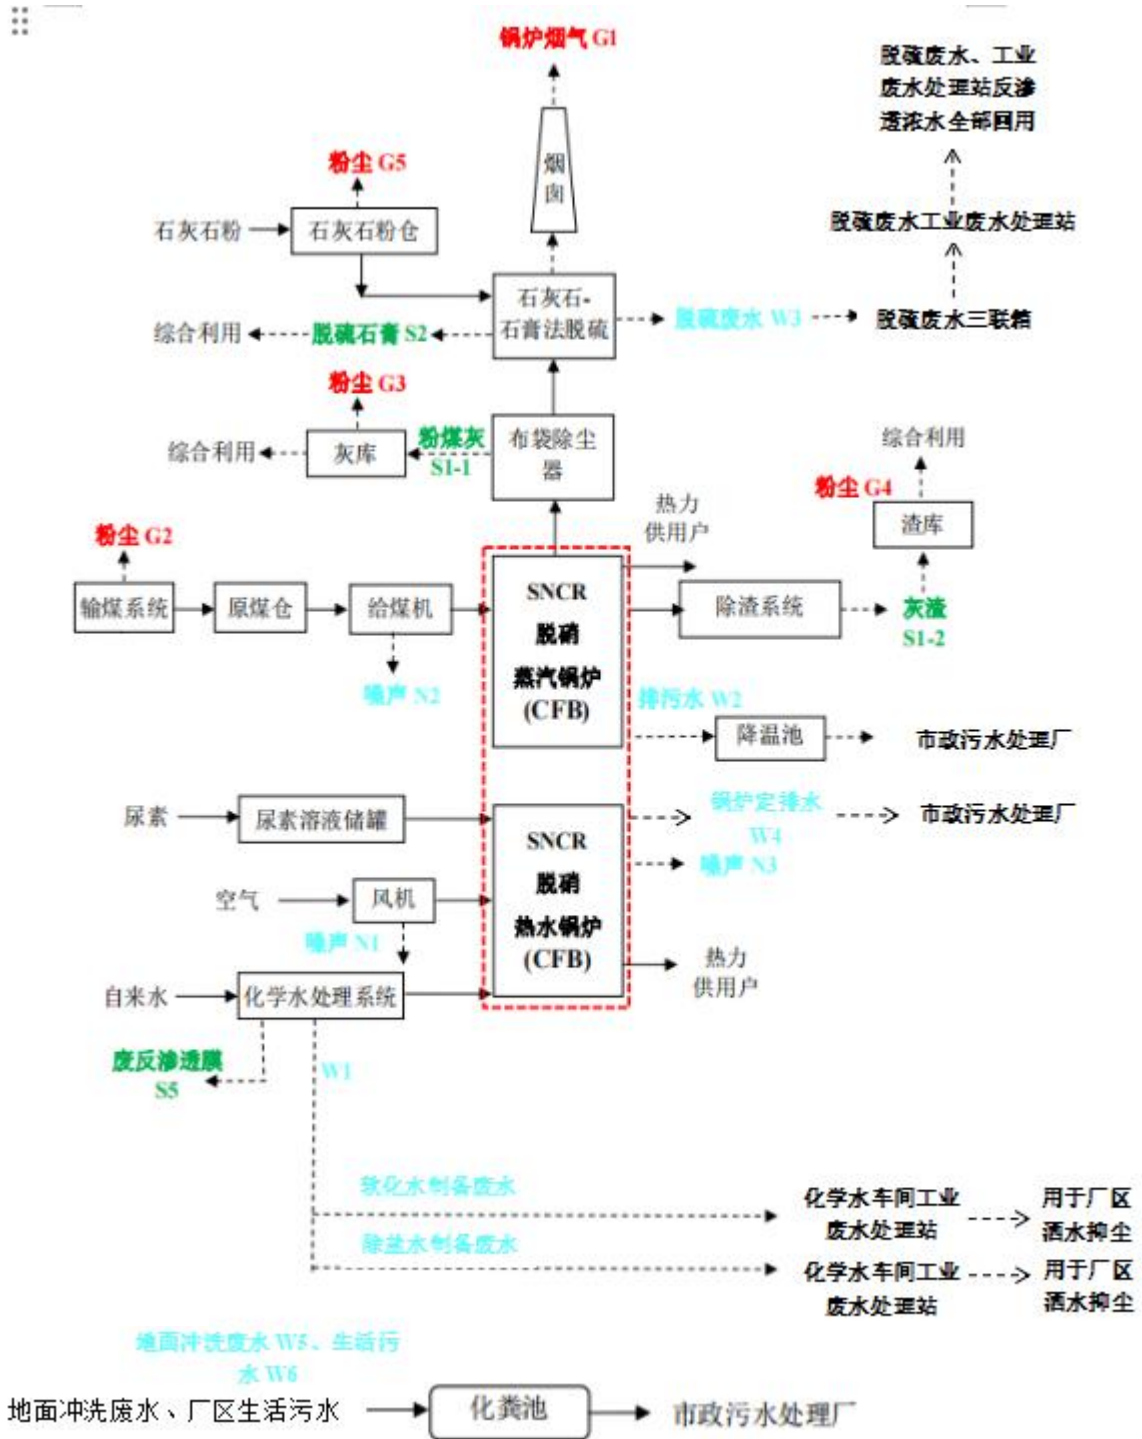 锅炉烟气 G1
脱硫废水、工业
废水处理站反渗
透浓水全部回用
烟
囱
粉尘 G5
石灰石粉
石灰石粉仓
脱硫废水工业废水处理站
石灰石-
石膏法脱硫
脱硫废水 W3
脱硫废水三联箱
综合利用
脱硫石膏 S2
粉尘 G3
综合利用
灰库
粉煤灰
S1-1
布袋除尘
器
综合利用
粉尘 G4
渣库
热力
供用户
粉尘 G2
输煤系统
原煤仓
给煤机
SNCR
脱硝
蒸汽锅炉
(CFB)
除渣系统
灰渣
S1-2
噪声 N2
排污水 W2
降温池
市政污水处理厂
尿素
尿素溶液储罐
锅炉定排水
W4
市政污水处理厂
SNCR
脱硝
热水锅炉
(CFB)
噪声 N3
空气
风机
噪声 N1
热力
供用户
自来水
化学水处理系统
废反渗透膜
S5
W1
软化水制备废水
化学水车间工业
废水处理站
用于厂区
洒水抑尘
除盐水制备废水
化学水车间工业
废水处理站
用于厂区
洒水抑尘
地面冲洗废水 W5、生活污
水 W6
地面冲洗废水、厂区生活污水
化粪池
市政污水处理厂